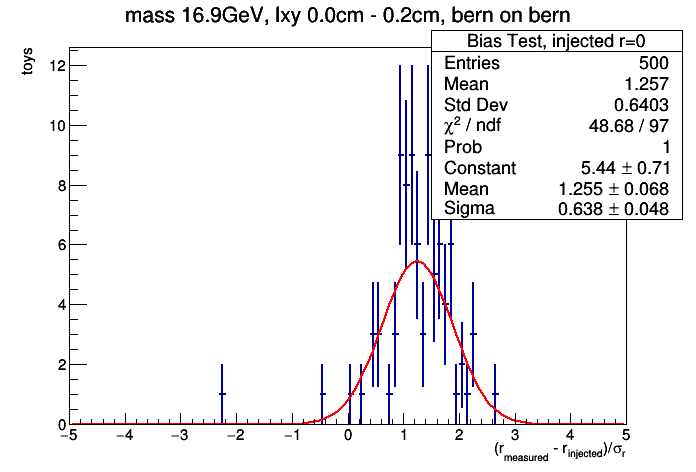 mass 16.9GeV, lxy 0.0cm - 0.2cm, bern on bern
Bias Test, injected r=0
Entries 500
Mean 1.257
Std Dev 0.6403
χ² / ndf 48.68 / 97
Prob 1
Constant 5.44 ± 0.71
Mean 1.255 ± 0.068
Sigma 0.638 ± 0.048
toys
12
10
8
6
4
2
0
−5 −4 −3 −2 −1 0 1 2 3 4 5
(r_measured - r_injected)/σ_r